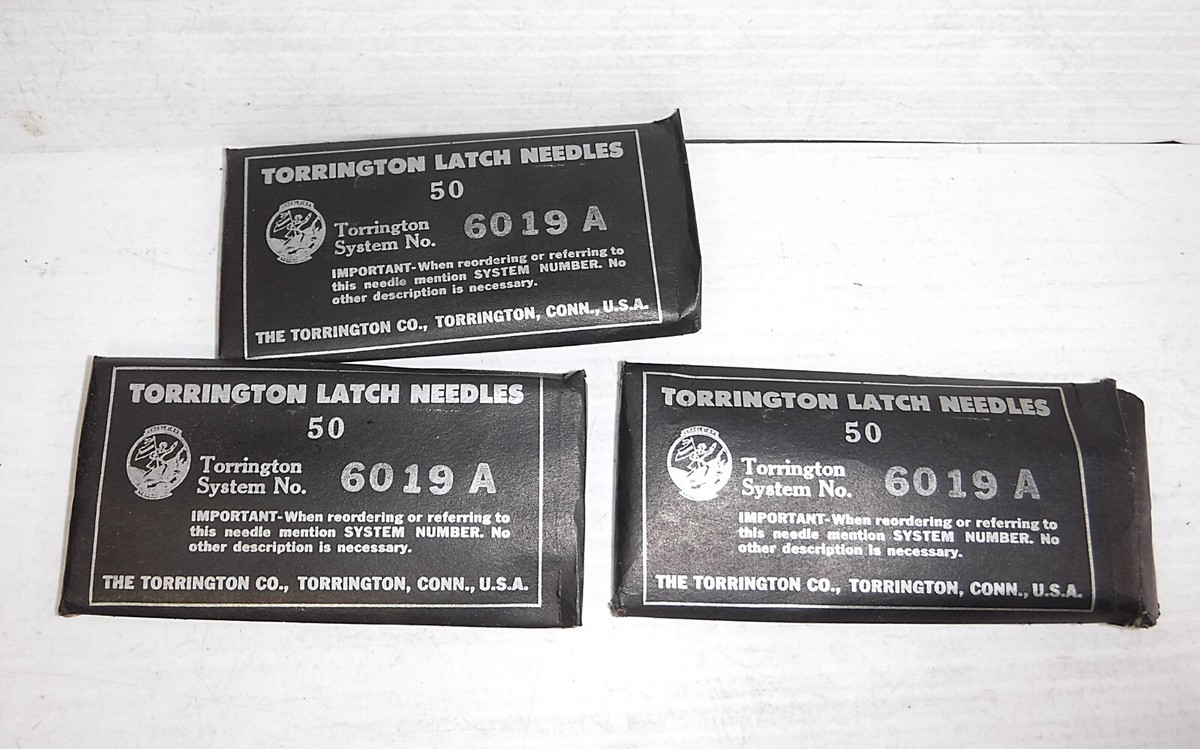 TORRINGTON LATCH NEEDLES
50
Torrington
System No. 6019 A
IMPORTANT-When reordering or referring to
this needle mention SYSTEM NUMBER. No
other description is necessary.
THE TORRINGTON CO., TORRINGTON, CONN., U.S.A.
TORRINGTON LATCH NEEDLES
50
Torrington
System No. 6019 A
IMPORTANT-When reordering or referring to
this needle mention SYSTEM NUMBER. No
other description is necessary.
THE TORRINGTON CO., TORRINGTON, CONN., U.S.A.
TORRINGTON LATCH NEEDLES
50
Torrington
System No. 6019 A
IMPORTANT-When reordering or referring to
this needle mention SYSTEM NUMBER. No
other description is necessary.
THE TORRINGTON CO., TORRINGTON, CONN., U.S.A.